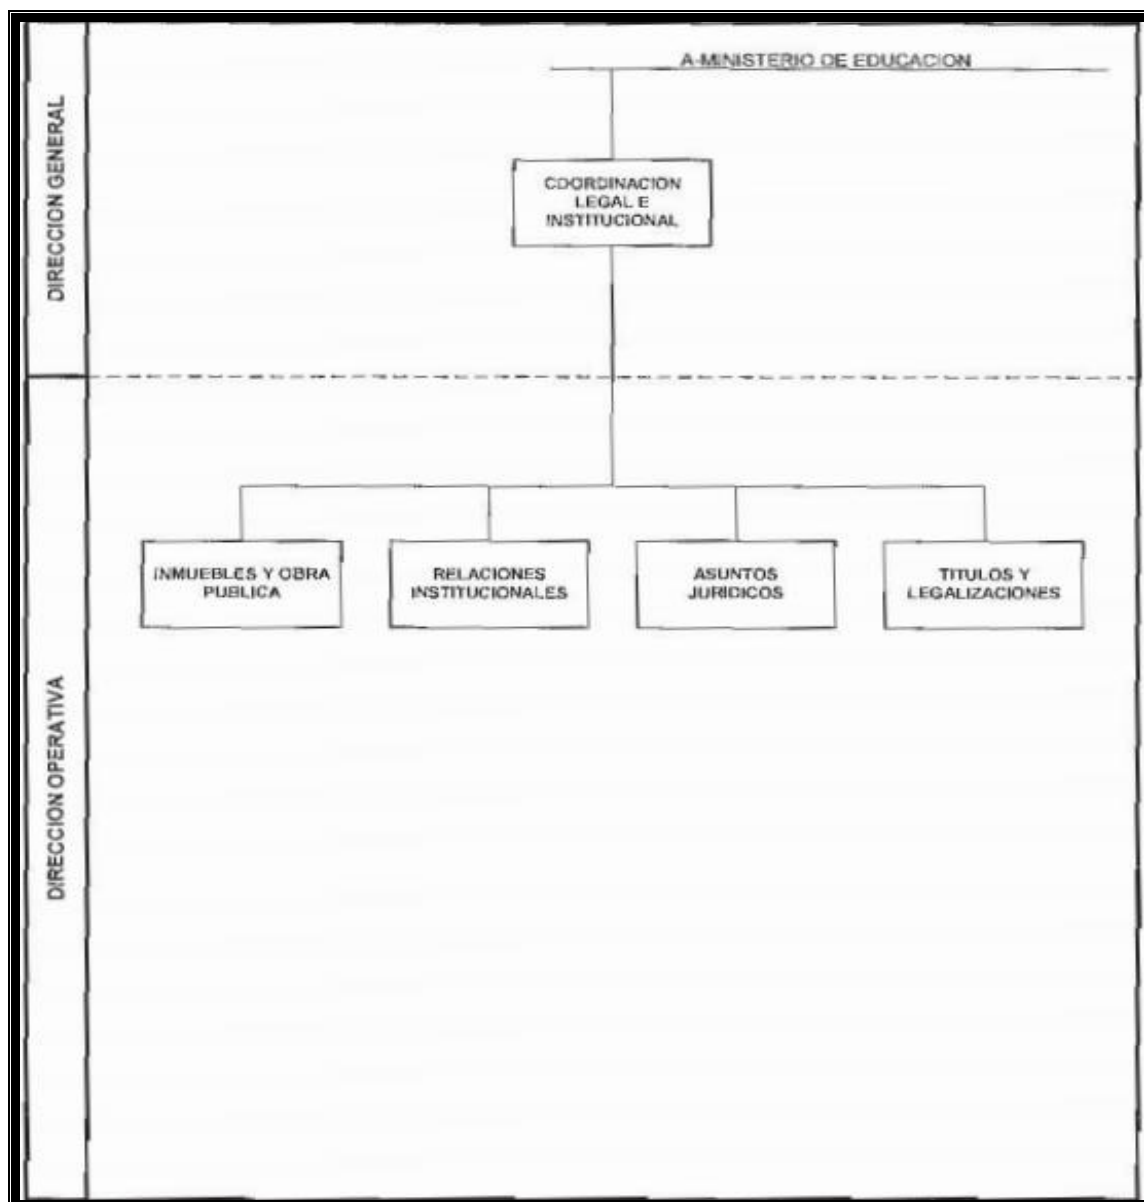 A-MINISTERIO DE EDUCACION
DIRECCION GENERAL
COORDINACION
LEGAL E
INSTITUCIONAL
INMUEBLES Y OBRA
PUBLICA
RELACIONES
INSTITUCIONALES
ASUNTOS
JURIDICOS
TITULOS Y
LEGALIZACIONES
DIRECCION OPERATIVA